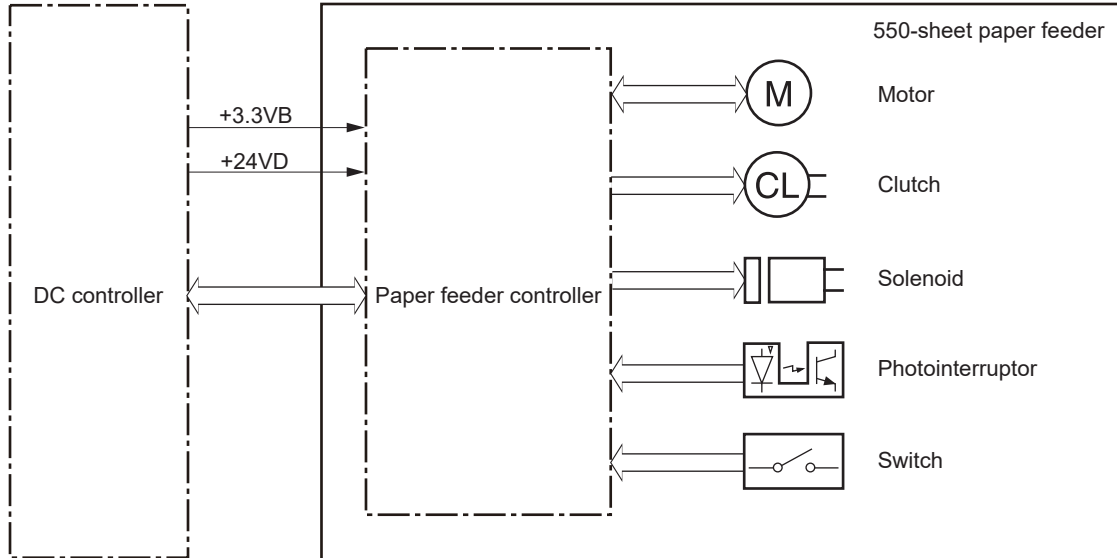 550-sheet paper feeder
M
Motor
+3.3VB
+24VD
CL
Clutch
DC controller
Paper feeder controller
Solenoid
Photointerruptor
Switch